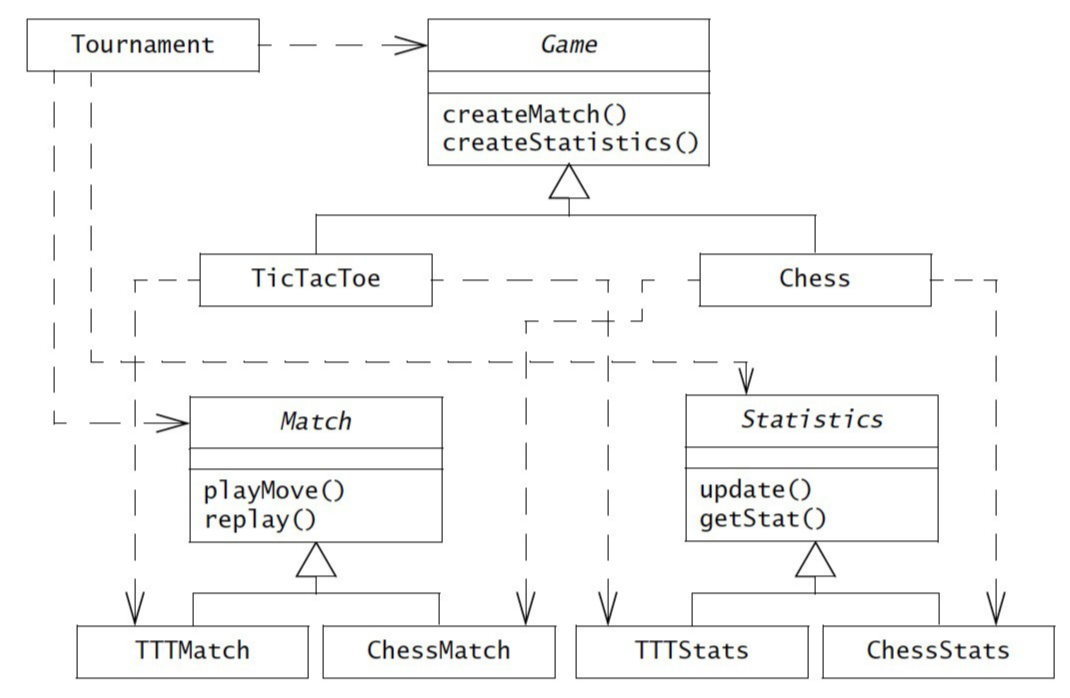 Tournament
Game
createMatch()
createStatistics()
TicTacToe
Chess
Match
playMove()
replay()
Statistics
update()
getStat()
TTTMatch
ChessMatch
TTTStats
ChessStats